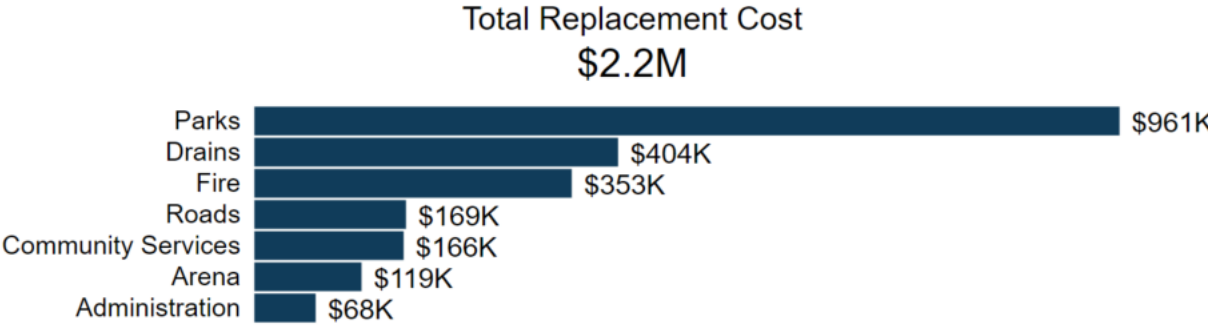 Total Replacement Cost
$2.2M
Parks $961K
Drains $404K
Fire $353K
Roads $169K
Community Services $166K
Arena $119K
Administration $68K